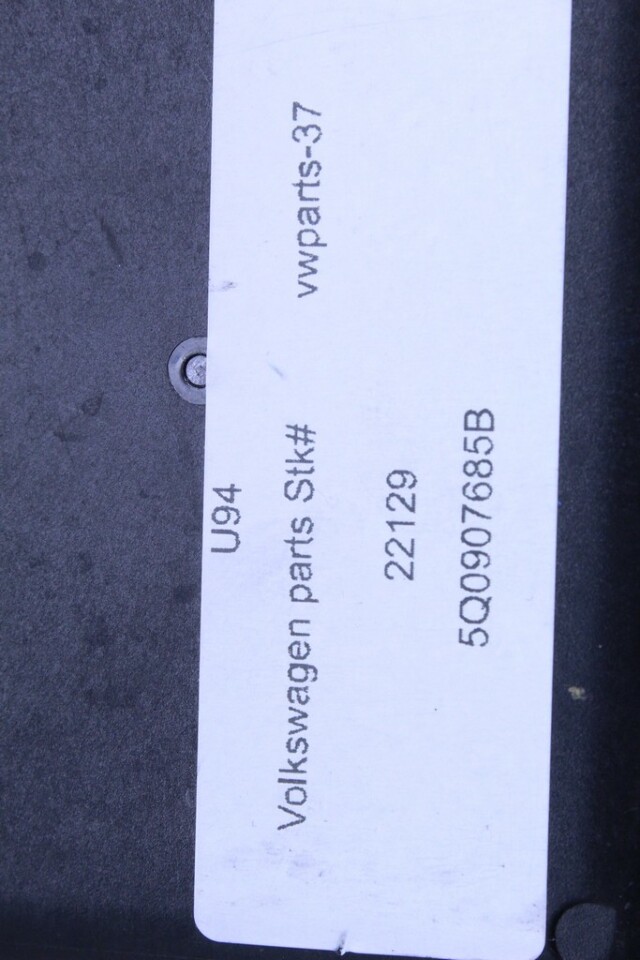 U94
Volkswagen parts Stk# vwparts-37
22129
5Q0907685B